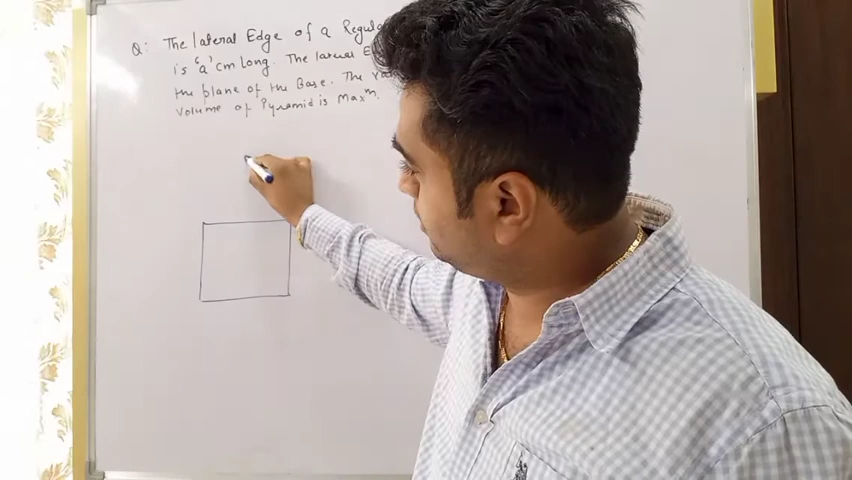 Q: The lateral Edge of a Regula
is 'a' cm long. The lateral E
the plane of the Base. The
Volume of Pyramid is Maxᵐ.